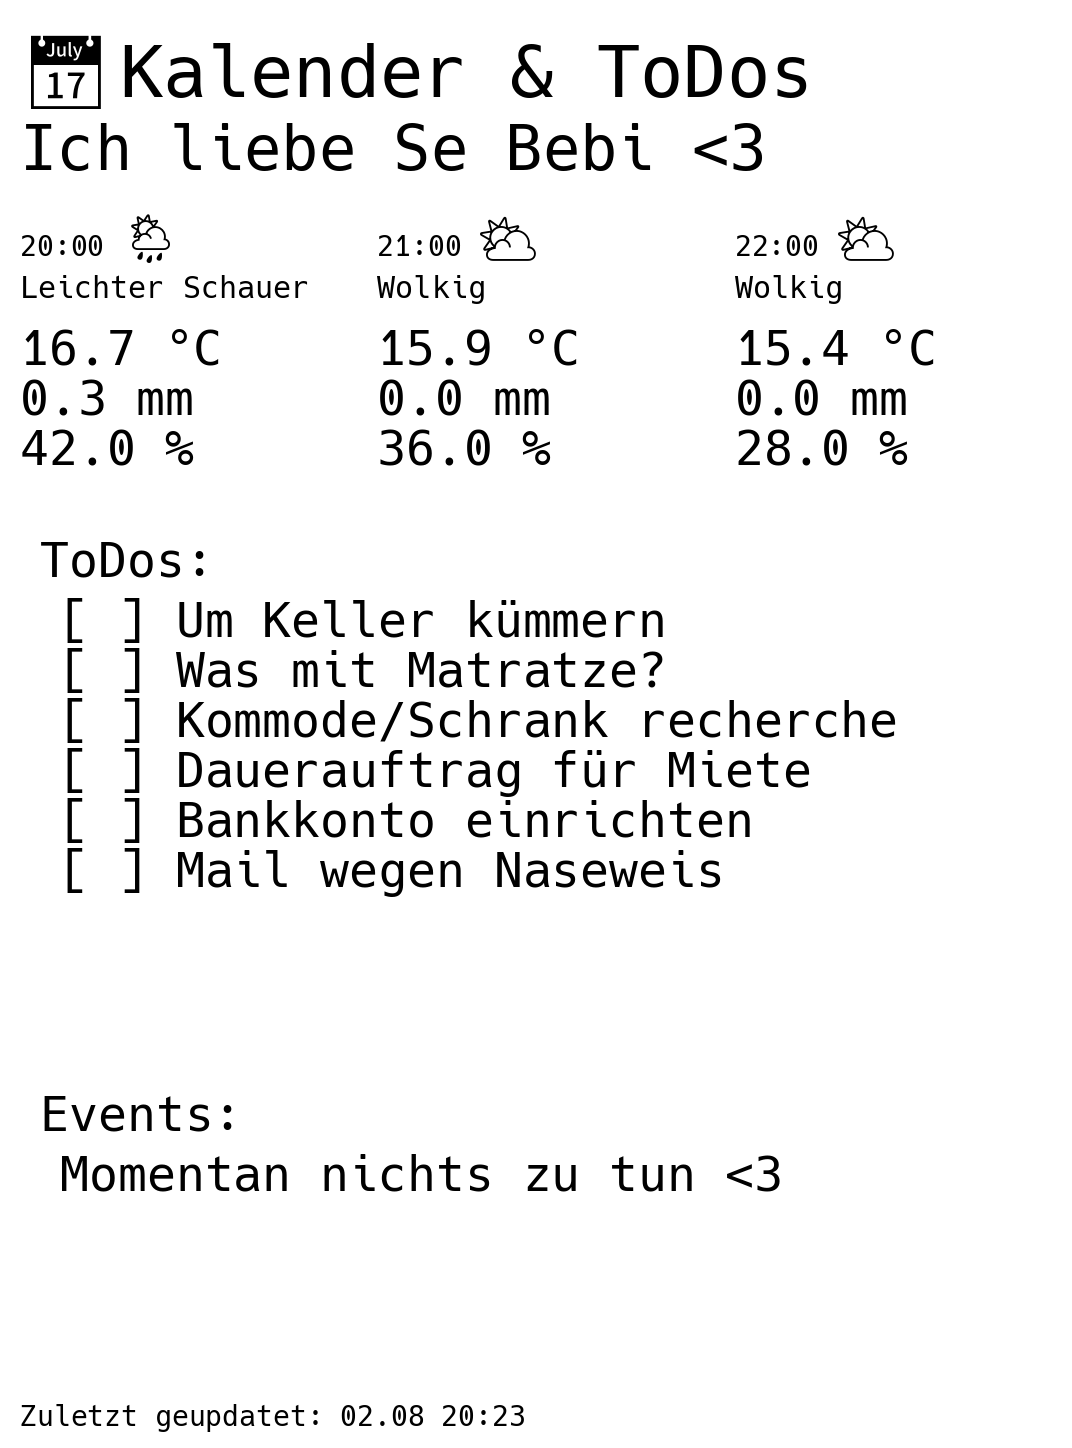 July
17
Kalender & ToDos
Ich liebe Se Bebi <3
20:00
Leichter Schauer
16.7 °C
0.3 mm
42.0 %
21:00
Wolkig
15.9 °C
0.0 mm
36.0 %
22:00
Wolkig
15.4 °C
0.0 mm
28.0 %
ToDos:
[ ] Um Keller kümmern
[ ] Was mit Matratze?
[ ] Kommode/Schrank recherche
[ ] Dauerauftrag für Miete
[ ] Bankkonto einrichten
[ ] Mail wegen Naseweis
Events:
Momentan nichts zu tun <3
Zuletzt geupdatet: 02.08 20:23